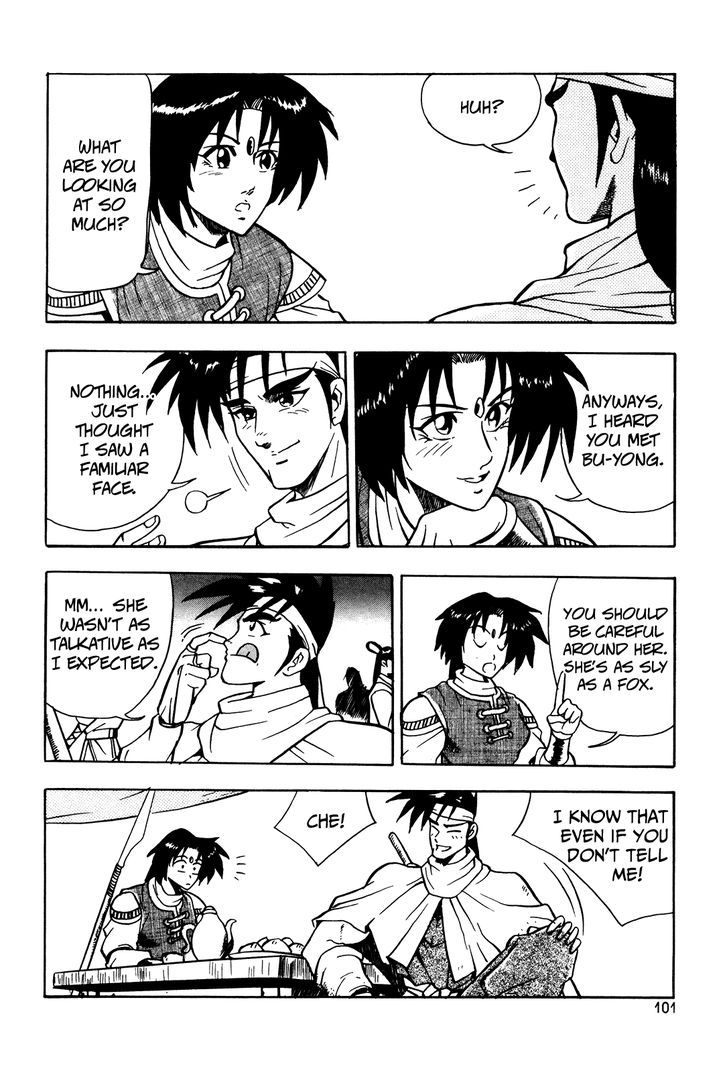 WHAT
ARE YOU
LOOKING
AT SO
MUCH?
HUH?
NOTHING...
JUST
THOUGHT
I SAW A
FAMILIAR
FACE.
ANYWAYS,
I HEARD
YOU MET
BU-YONG.
MM... SHE
WASN'T AS
TALKATIVE AS
I EXPECTED.
YOU SHOULD
BE CAREFUL
AROUND HER.
SHE'S AS SLY
AS A FOX.
CHE!
I KNOW THAT
EVEN IF YOU
DON'T TELL
ME!
101